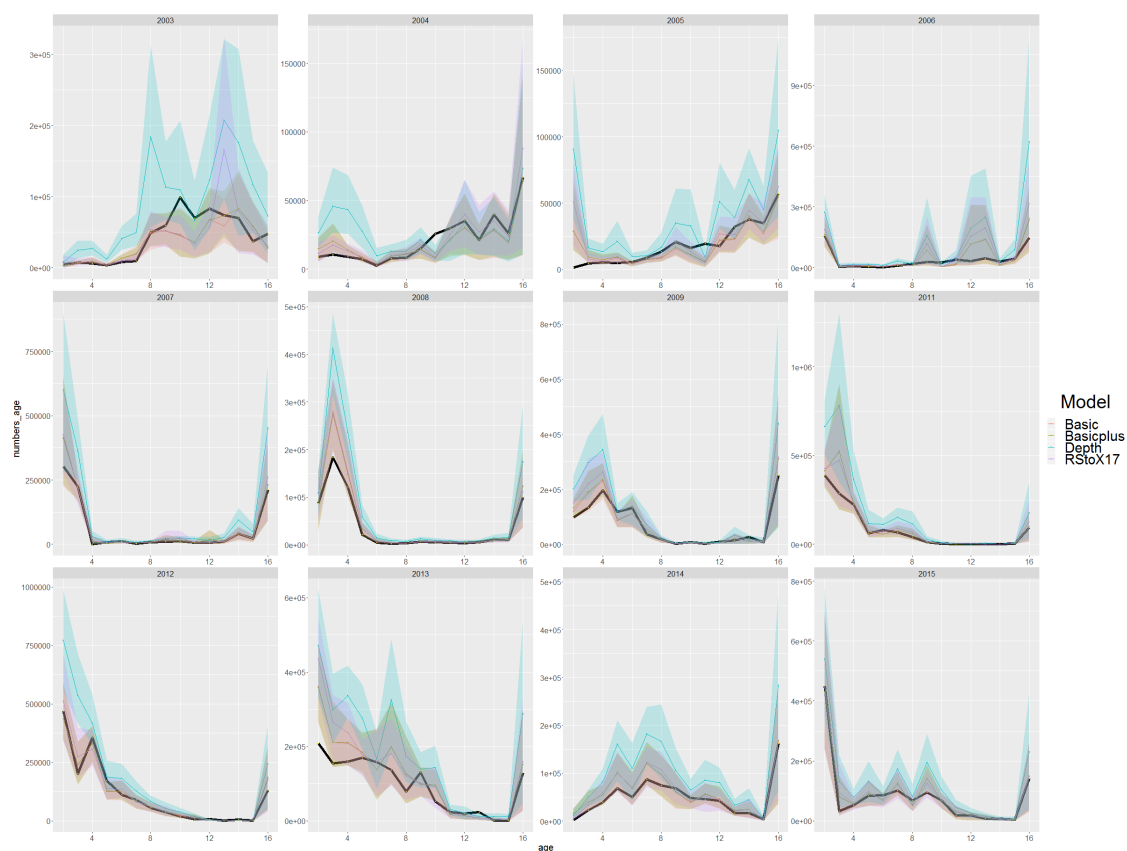 2003
2004
2005
2006
3e+05
2e+05
1e+05
0e+00
4
8
12
16
150000
100000
50000
0
4
8
12
16
150000
100000
50000
0
4
8
12
16
9e+05
6e+05
3e+05
0e+00
4
8
12
16
2007
2008
2009
2011
750000
500000
250000
0
4
8
12
16
5e+05
4e+05
3e+05
2e+05
1e+05
0e+00
4
8
12
16
8e+05
6e+05
4e+05
2e+05
0e+00
4
8
12
16
1e+06
5e+05
0e+00
4
8
12
16
2012
2013
2014
2015
1000000
750000
500000
250000
0
4
8
12
16
6e+05
4e+05
2e+05
0e+00
4
8
12
16
5e+05
4e+05
3e+05
2e+05
1e+05
0e+00
4
8
12
16
8e+05
6e+05
4e+05
2e+05
0e+00
4
8
12
16
numbers_age
age
Model
Basic
Basicplus
Depth
RStoX17